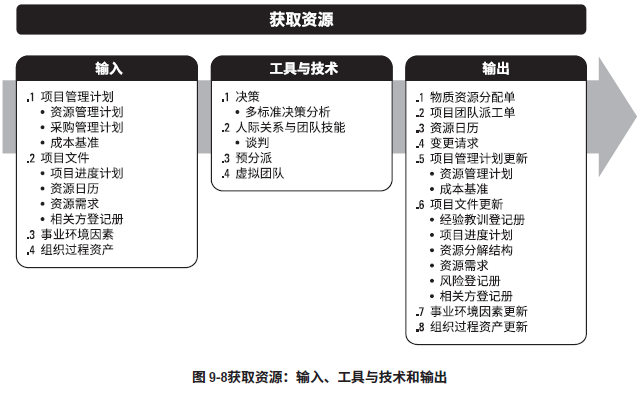 获取资源
输入
.1 项目管理计划
• 资源管理计划
• 采购管理计划
• 成本基准
.2 项目文件
• 项目进度计划
• 资源日历
• 资源需求
• 相关方登记册
.3 事业环境因素
.4 组织过程资产
工具与技术
.1 决策
• 多标准决策分析
.2 人际关系与团队技能
• 谈判
.3 预分派
.4 虚拟团队
输出
.1 物质资源分配单
.2 项目团队派工单
.3 资源日历
.4 变更请求
.5 项目管理计划更新
• 资源管理计划
• 成本基准
.6 项目文件更新
• 经验教训登记册
• 项目进度计划
• 资源分解结构
• 资源需求
• 风险登记册
• 相关方登记册
.7 事业环境因素更新
.8 组织过程资产更新
图 9-8获取资源：输入、工具与技术和输出